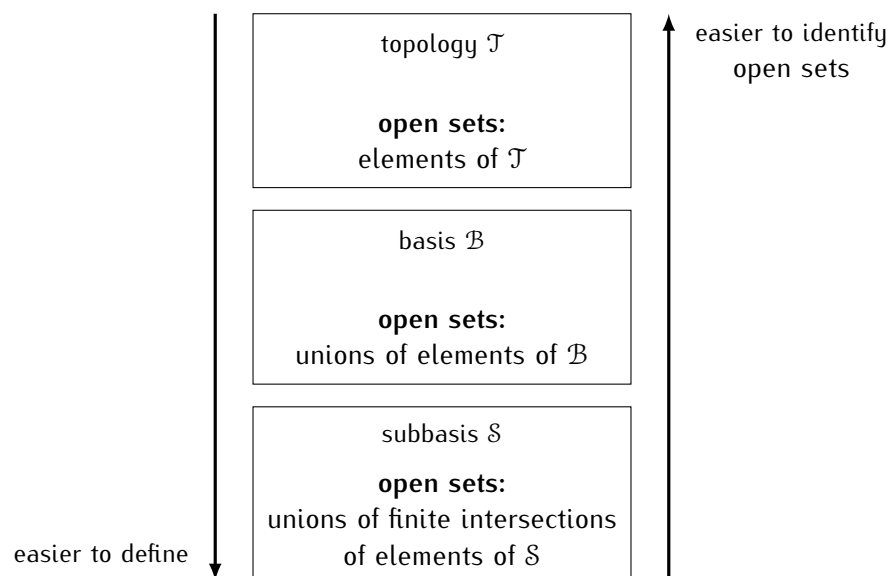 topology 𝒯
easier to identify
open sets
open sets:
elements of 𝒯
basis ℬ
open sets:
unions of elements of ℬ
subbasis 𝒮
open sets:
unions of finite intersections
of elements of 𝒮
easier to define